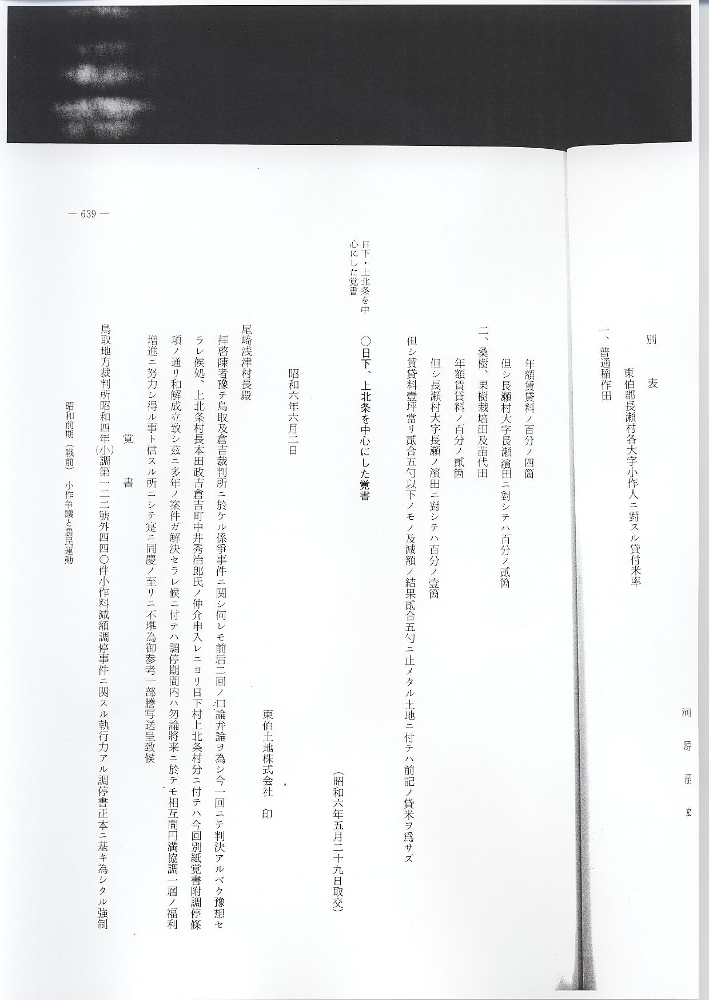 河
別表
東伯郡長瀬村各大字小作人ニ對スル貸付米率
一、普通稲作田
年額賃貸料ノ百分ノ四箇
但シ長瀬村大字長瀬濱田ニ對シテハ百分ノ貳箇
二、桑樹、果樹栽培田及苗代田
年額賃貸料ノ百分ノ貳箇
但シ長瀬村大字長瀬ノ濱田ニ對シテハ百分ノ壹箇
但シ賃貸料壹坪當リ貳合五勺以下ノモノ及減額ノ結果貳合五勺ニ止メタル土地ニ付テハ前記ノ貸米ヲ爲サズ
日下・上北条を中
心にした覚書
〇日下、上北条を中心にした覚書
(昭和六年五月二十九日取交)
昭和六年六月二日
東伯土地株式会社 印
尾崎浅津村長殿
拝啓陳者豫テ鳥取及倉吉裁判所ニ於ケル係爭事件ニ関シ何レモ前后二回ノ口論弁論ヲ為シ今一回ニテ判決アルベク豫想セ
ラレ候処、上北条村長本田政吉倉吉町中井秀治郎氏ノ仲介申入レニヨリ日下村上北条村分ニ付テハ今回別紙覚書附調停條
項ノ通リ和解成立致シ茲ニ多年ノ案件ガ解決セラレ候ニ付テハ調停期間内ハ勿論將来ニ於テモ相互間円満協調一層ノ福利
増進ニ努力シ得ル事ト信スル所ニシテ寔ニ同慶ノ至リニ不堪為御参考一部謄写送呈致候
覚書
鳥取地方裁判所昭和四年(小)調第一二二號外四四〇件小作料減額調停事件ニ関スル執行力アル調停書正本ニ基キ為シタル強制
昭和前期(戦前) 小作争議と農民運動
— 639 —